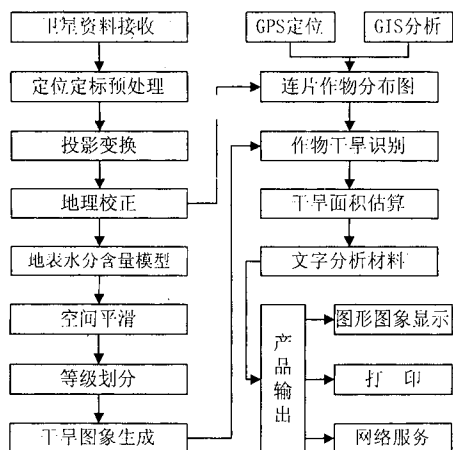 卫星资料接收
定位定标预处理
投影变换
地理校正
地表水分含量模型
空间平滑
等级划分
干旱图象生成
GPS定位
GIS分析
连片作物分布图
作物干旱识别
干旱面积估算
文字分析材料
产品输出
图形图象显示
打 印
网络服务